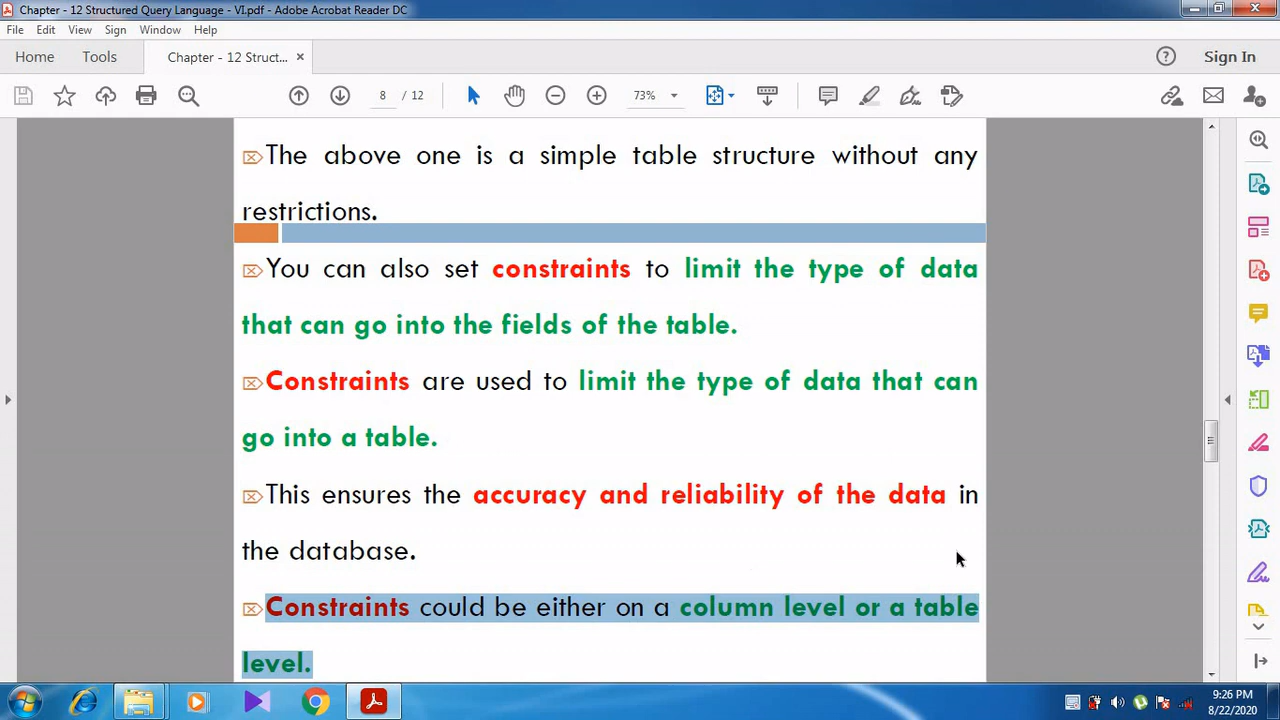 Chapter - 12 Structured Query Language - VI.pdf - Adobe Acrobat Reader DC
File Edit View Sign Window Help
Home Tools Chapter - 12 Struct... × Sign In
8 / 12 73%
The above one is a simple table structure without any
restrictions.
You can also set constraints to limit the type of data
that can go into the fields of the table.
Constraints are used to limit the type of data that can
go into a table.
This ensures the accuracy and reliability of the data in
the database.
Constraints could be either on a column level or a table
level.
9:26 PM
8/22/2020